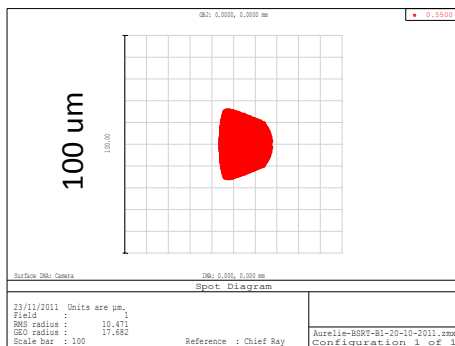 OBJ: 0.0000, 0.0000 mm
0.5500
100 um
100.00
Surface IMA: Camera
IMA: 0.000, 0.000 mm
Spot Diagram
23/11/2011 Units are µm.
Field : 1
RMS radius : 10.471
GEO radius : 17.682
Scale bar : 100 Reference : Chief Ray
Aurelie-BSRT-B1-20-10-2011.zmx
Configuration 1 of 1